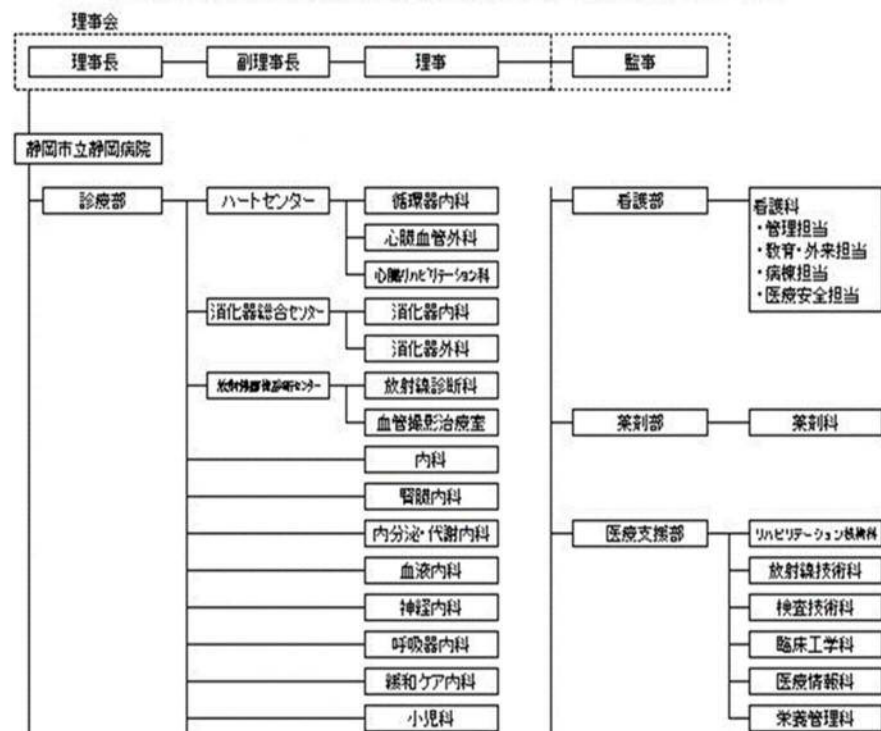 理事会
理事長
副理事長
理事
監事
静岡市立静岡病院
診療部
ハートセンター
循環器内科
心臓血管外科
心臓リハビリテーション科
消化器総合センター
消化器内科
消化器外科
放射線診断科
血管撮影治療室
内科
腎臓内科
内分泌・代謝内科
血液内科
神経内科
呼吸器内科
緩和ケア内科
小児科
看護部
看護科
・管理担当
・教育・外来担当
・病棟担当
・医療安全担当
薬剤部
薬剤科
医療支援部
リハビリテーション技術科
放射線技術科
検査技術科
臨床工学科
医療情報科
栄養管理科